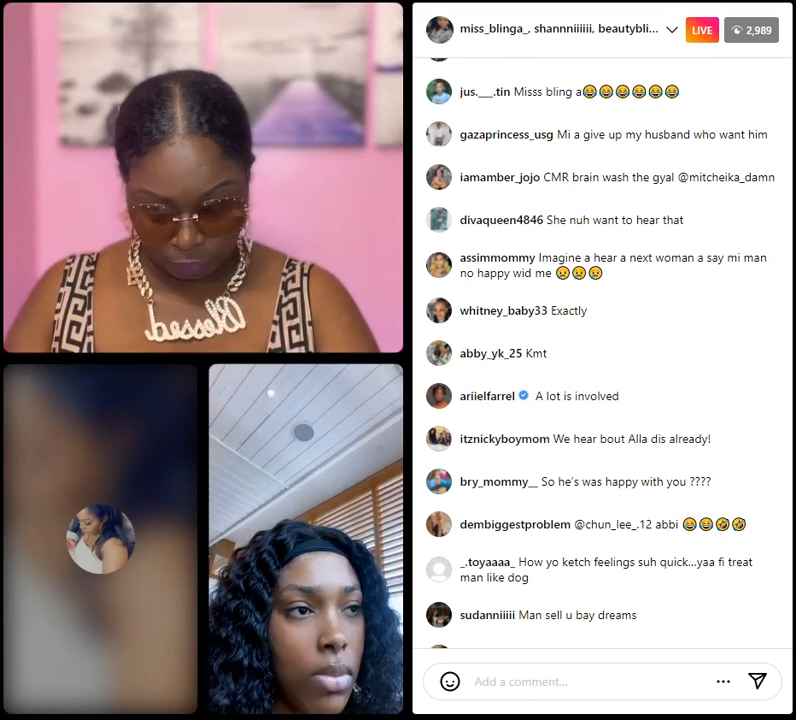 Blessed
miss_blinga_, shannniiiiii, beautybli...
LIVE
2,989
jus.___.tin Misss bling a😂😂😂😂😂😂
gazaprincess_usg Mi a give up my husband who want him
iamamber_jojo CMR brain wash the gyal @mitcheika_damn
divaqueen4846 She nuh want to hear that
assimmommy Imagine a hear a next woman a say mi man
no happy wid me 😢😢😢
whitney_baby33 Exactly
abby_yk_25 Kmt
ariielfarrel A lot is involved
itznickyboymom We hear bout Alla dis already!
bry_mommy__ So he's was happy with you ????
dembiggestproblem @chun_lee_.12 abbi 😂😂🤣🤣
_.toyaaaa_ How yo ketch feelings suh quick...yaa fi treat
man like dog
sudanniiiii Man sell u bay dreams
Add a comment...